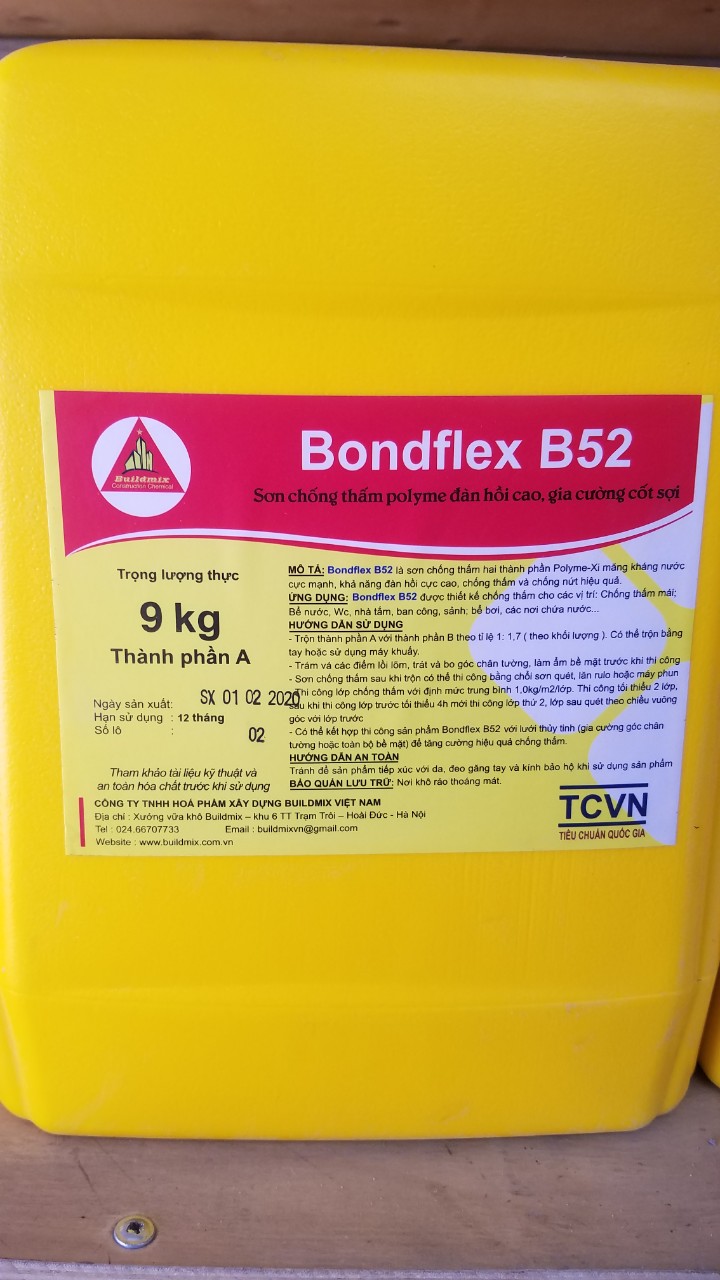 Bondflex B52
Buildmix
Construction Chemical
Sơn chống thấm polyme đàn hồi cao, gia cường cốt sợi
Trọng lượng thực
9 kg
Thành phần A
Ngày sản xuất: SX 01 02 2020
Hạn sử dụng : 12 tháng
Số lô : 02
Tham khảo tài liệu kỹ thuật và
an toàn hóa chất trước khi sử dụng
MÔ TẢ: Bondflex B52 là sơn chống thấm hai thành phần Polyme-Xi măng kháng nước
cực mạnh, khả năng đàn hồi cực cao, chống thấm và chống nứt hiệu quả.
ỨNG DỤNG: Bondflex B52 được thiết kế chống thấm cho các vị trí: Chống thấm mái;
Bể nước, Wc, nhà tắm, ban công, sảnh; bể bơi, các nơi chứa nước...
HƯỚNG DẪN SỬ DỤNG
- Trộn thành phần A với thành phần B theo tỉ lệ 1: 1,7 ( theo khối lượng ). Có thể trộn bằng
tay hoặc sử dụng máy khuấy.
- Trám vá các điểm lồi lõm, trát và bo góc chân tường, làm ẩm bề mặt trước khi thi công
- Sơn chống thấm sau khi trộn có thể thi công bằng chổi sơn quét, lăn rulo hoặc máy phun
- Thi công lớp chống thấm với định mức trung bình 1,0kg/m2/lớp. Thi công tối thiểu 2 lớp,
sau khi thi công lớp trước tối thiểu 4h mới thi công lớp thứ 2, lớp sau quét theo chiều vuông
góc với lớp trước
- Có thể kết hợp thi công sản phẩm Bondflex B52 với lưới thủy tinh (gia cường góc chân
tường hoặc toàn bộ bề mặt) để tăng cường hiệu quả chống thấm.
HƯỚNG DẪN AN TOÀN
Tránh để sản phẩm tiếp xúc với da, đeo găng tay và kính bảo hộ khi sử dụng sản phẩm
BẢO QUẢN LƯU TRỮ: Nơi khô ráo thoáng mát.
CÔNG TY TNHH HOÁ PHẨM XÂY DỰNG BUILDMIX VIỆT NAM
Địa chỉ : Xưởng vữa khô Buildmix – khu 6 TT Trạm Trôi – Hoài Đức - Hà Nội
Tel : 024.66707733 Email : buildmixvn@gmail.com
Website : www.buildmix.com.vn
TCVN
TIÊU CHUẨN QUỐC GIA